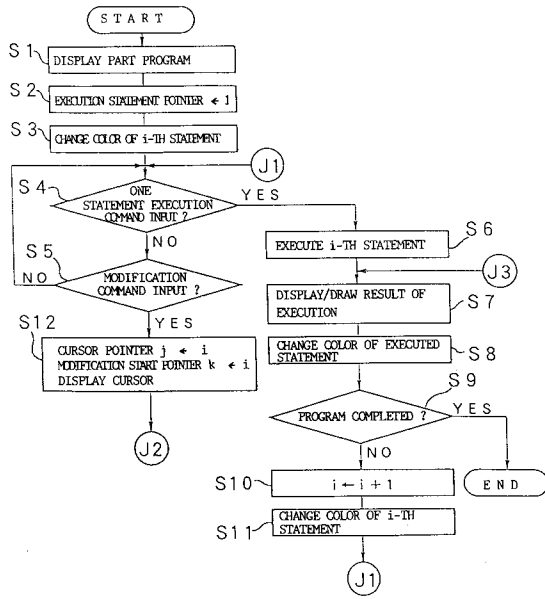 START
S1
DISPLAY PART PROGRAM
S2
EXECUTION STATEMENT POINTER ← 1
S3
CHANGE COLOR OF i-TH STATEMENT
J1
S4
ONE
STATEMENT EXECUTION
COMMAND INPUT ?
YES
NO
S5
MODIFICATION
COMMAND INPUT ?
NO
YES
S12
CURSOR POINTER j ← i
MODIFICATION START POINTER k ← i
DISPLAY CURSOR
J2
S6
EXECUTE i-TH STATEMENT
J3
S7
DISPLAY/DRAW RESULT OF
EXECUTION
S8
CHANGE COLOR OF EXECUTED
STATEMENT
S9
PROGRAM COMPLETED ?
YES
NO
S10
i ← i + 1
END
S11
CHANGE COLOR OF i-TH
STATEMENT
J1